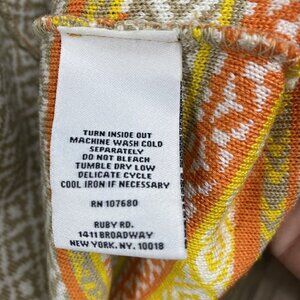 TURN INSIDE OUT
MACHINE WASH COLD
SEPARATELY
DO NOT BLEACH
TUMBLE DRY LOW
DELICATE CYCLE
COOL IRON IF NECESSARY
RN 107680
RUBY RD.
1411 BROADWAY
NEW YORK, NY. 10018